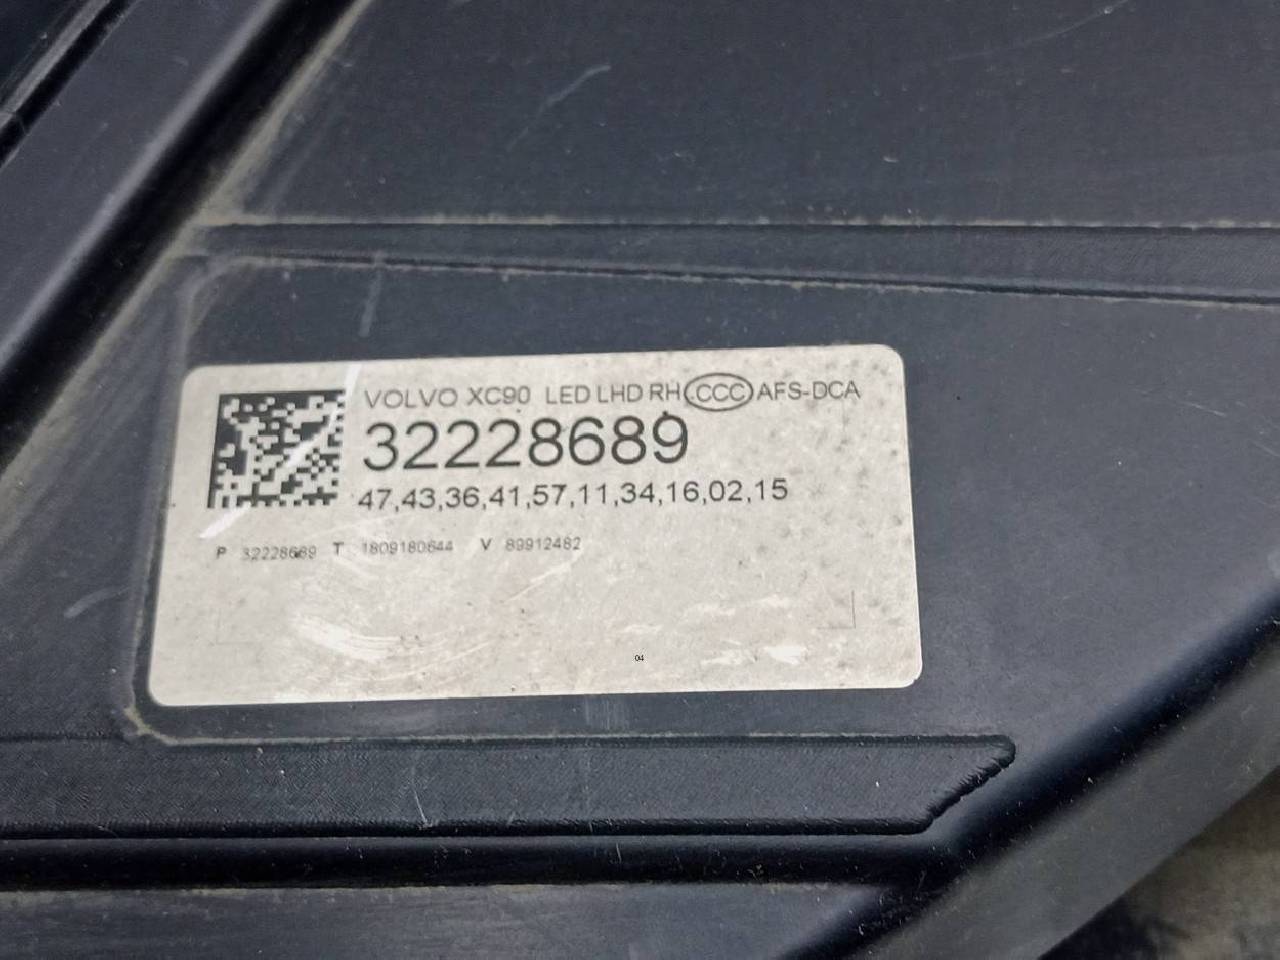 VOLVO XC90 LED LHD RH CCC AFS-DCA
32228689
47,43,36,41,57,11,34,16,02,15
P 32228689 T 1809180644 V 89912482
04